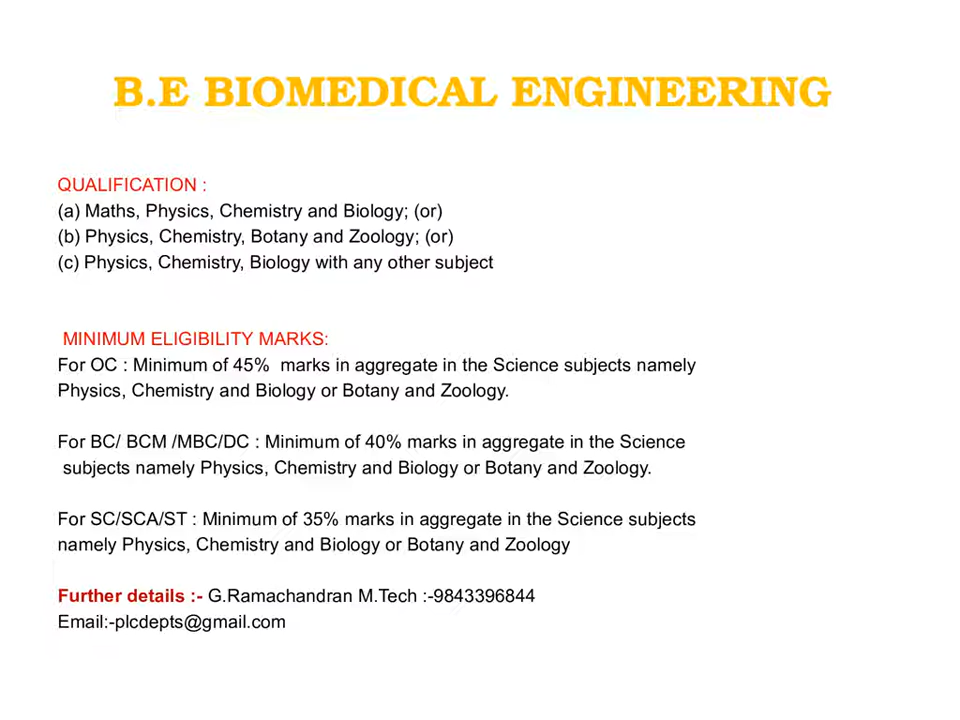 B.E BIOMEDICAL ENGINEERING
QUALIFICATION :
(a) Maths, Physics, Chemistry and Biology; (or)
(b) Physics, Chemistry, Botany and Zoology; (or)
(c) Physics, Chemistry, Biology with any other subject
MINIMUM ELIGIBILITY MARKS:
For OC : Minimum of 45%  marks in aggregate in the Science subjects namely
Physics, Chemistry and Biology or Botany and Zoology.
For BC/ BCM /MBC/DC : Minimum of 40% marks in aggregate in the Science
subjects namely Physics, Chemistry and Biology or Botany and Zoology.
For SC/SCA/ST : Minimum of 35% marks in aggregate in the Science subjects
namely Physics, Chemistry and Biology or Botany and Zoology
Further details :- G.Ramachandran M.Tech :-9843396844
Email:-plcdepts@gmail.com